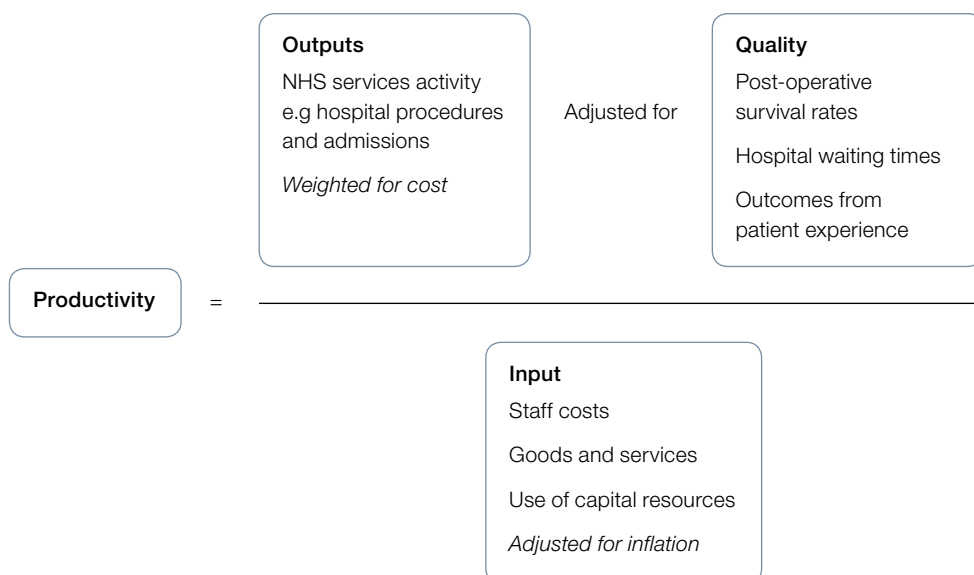 Outputs
NHS services activity
e.g hospital procedures
and admissions
Weighted for cost
Adjusted for
Quality
Post-operative
survival rates
Hospital waiting times
Outcomes from
patient experience
Productivity
=
Input
Staff costs
Goods and services
Use of capital resources
Adjusted for inflation